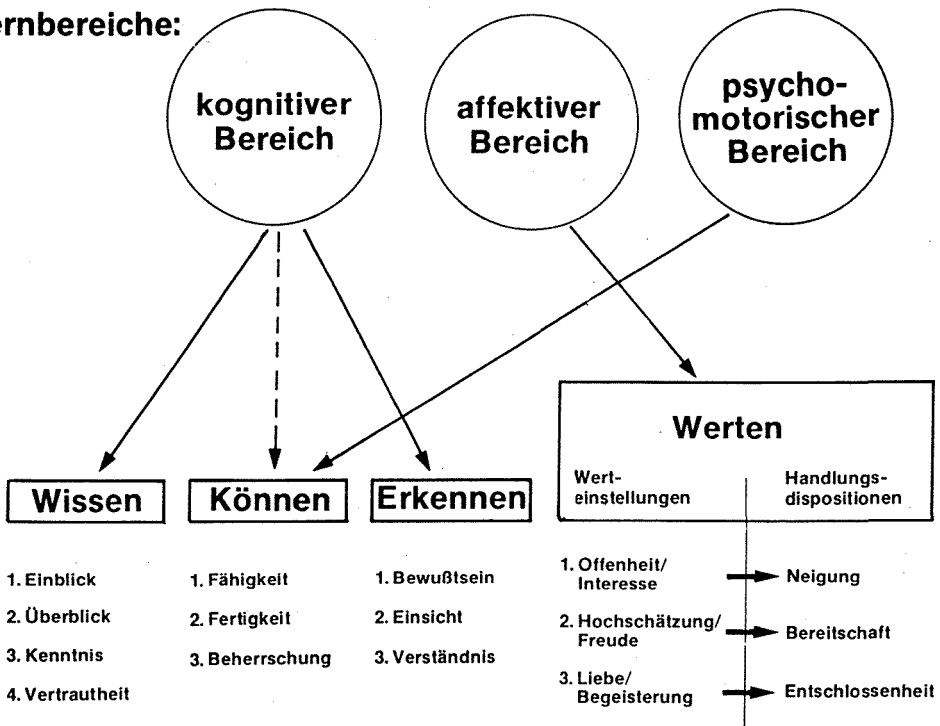 ernbereiche:
kognitiver
Bereich
affektiver
Bereich
psycho-
motorischer
Bereich
Wissen
Können
Erkennen
Werten
Wert-
einstellungen
Handlungs-
dispositionen
1. Einblick
2. Überblick
3. Kenntnis
4. Vertrautheit
1. Fähigkeit
2. Fertigkeit
3. Beherrschung
1. Bewußtsein
2. Einsicht
3. Verständnis
1. Offenheit/
Interesse
Neigung
2. Hochschätzung/
Freude
Bereitschaft
3. Liebe/
Begeisterung
Entschlossenheit